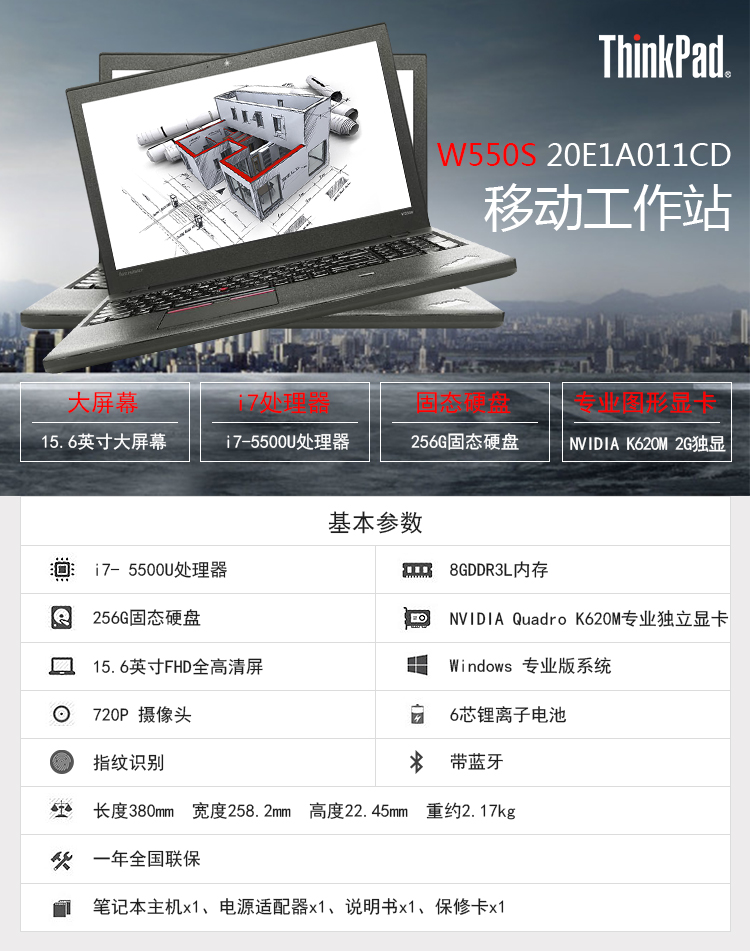 ThinkPad
W550S 20E1A011CD
移动工作站
大屏幕
15.6英寸大屏幕
i7处理器
i7-5500U处理器
固态硬盘
256G固态硬盘
专业图形显卡
NVIDIA K620M 2G独显
基本参数
i7- 5500U处理器
8GDDR3L内存
256G固态硬盘
NVIDIA Quadro K620M专业独立显卡
15.6英寸FHD全高清屏
Windows 专业版系统
720P 摄像头
6芯锂离子电池
指纹识别
带蓝牙
长度380mm 宽度258.2mm 高度22.45mm 重约2.17kg
一年全国联保
笔记本主机x1、电源适配器x1、说明书x1、保修卡x1